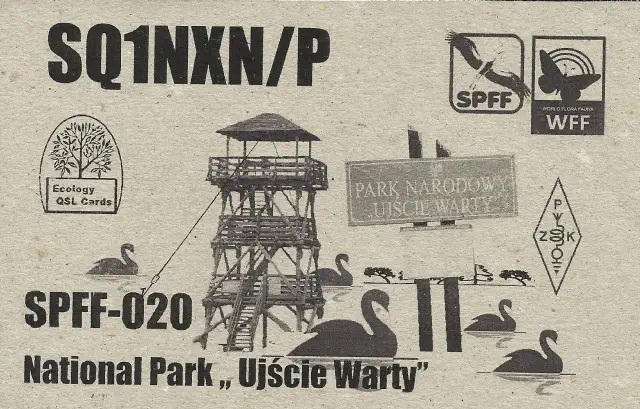 SQ1NXN/P
SPFF
WORLD FLORA FAUNA
WFF
Ecology
QSL Cards
PARK NARODOWY
„UJŚCIE WARTY”
P
Z K
SPFF-020
National Park „ Ujście Warty”